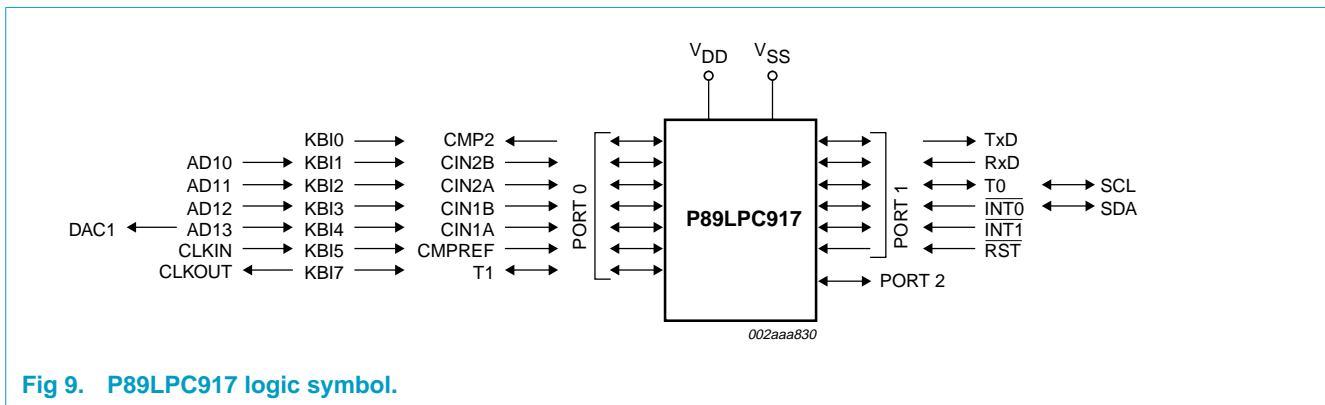 VDD VSS
KBI0 CMP2 TxD
AD10 KBI1 CIN2B RxD
AD11 KBI2 CIN2A T0 SCL
AD12 KBI3 CIN1B INT0 SDA
DAC1 AD13 KBI4 CIN1A INT1
CLKIN KBI5 CMPREF RST
CLKOUT KBI7 T1
PORT 0
P89LPC917
PORT 1
PORT 2
002aaa830
Fig 9. P89LPC917 logic symbol.